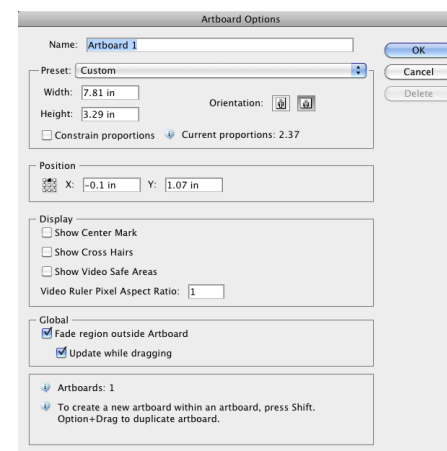 Artboard Options
Name: Artboard 1
OK
Preset: Custom
Cancel
Width: 7.81 in
Orientation:
Delete
Height: 3.29 in
Constrain proportions Current proportions: 2.37
Position
X: -0.1 in Y: 1.07 in
Display
Show Center Mark
Show Cross Hairs
Show Video Safe Areas
Video Ruler Pixel Aspect Ratio: 1
Global
Fade region outside Artboard
Update while dragging
Artboards: 1
To create a new artboard within an artboard, press Shift.
Option+Drag to duplicate artboard.